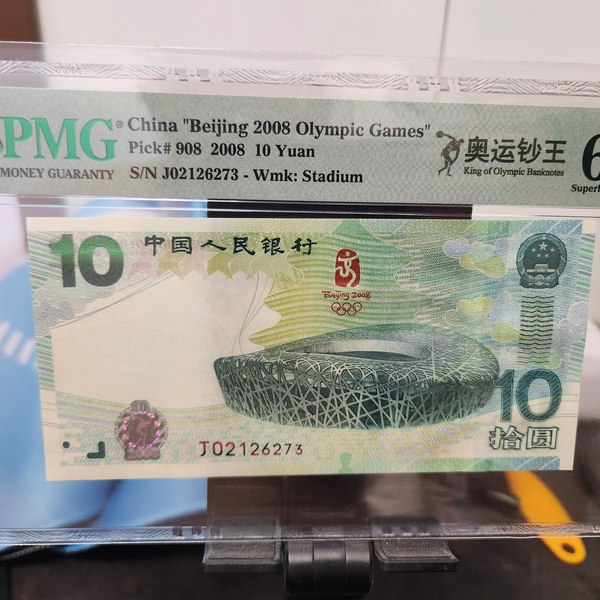 PMG®
MONEY GUARANTY
China "Beijing 2008 Olympic Games"
Pick# 908 2008 10 Yuan
S/N J02126273 - Wmk: Stadium
奥运钞王
King of Olympic Banknotes
6
Superb
10
中国人民银行
Beijing 2008
10
10
拾圆
J02126273